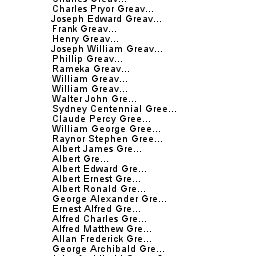 Charles Greav...
Charles Pryor Greav...
Joseph Edward Greav...
Frank Greav...
Henry Greav...
Joseph William Greav...
Phillip Greav...
Rameka Greav...
William Greav...
William Greav...
Walter John Gre...
Sydney Centennial Gree...
Claude Percy Gree...
William George Gree...
Raynor Stephen Gree...
Albert James Gre...
Albert Gre...
Albert Edward Gre...
Albert Ernest Gre...
Albert Ronald Gre...
George Alexander Gre...
Ernest Alfred Gre...
Alfred Charles Gre...
Alfred Matthew Gre...
Allan Frederick Gre...
George Archibald Gre...